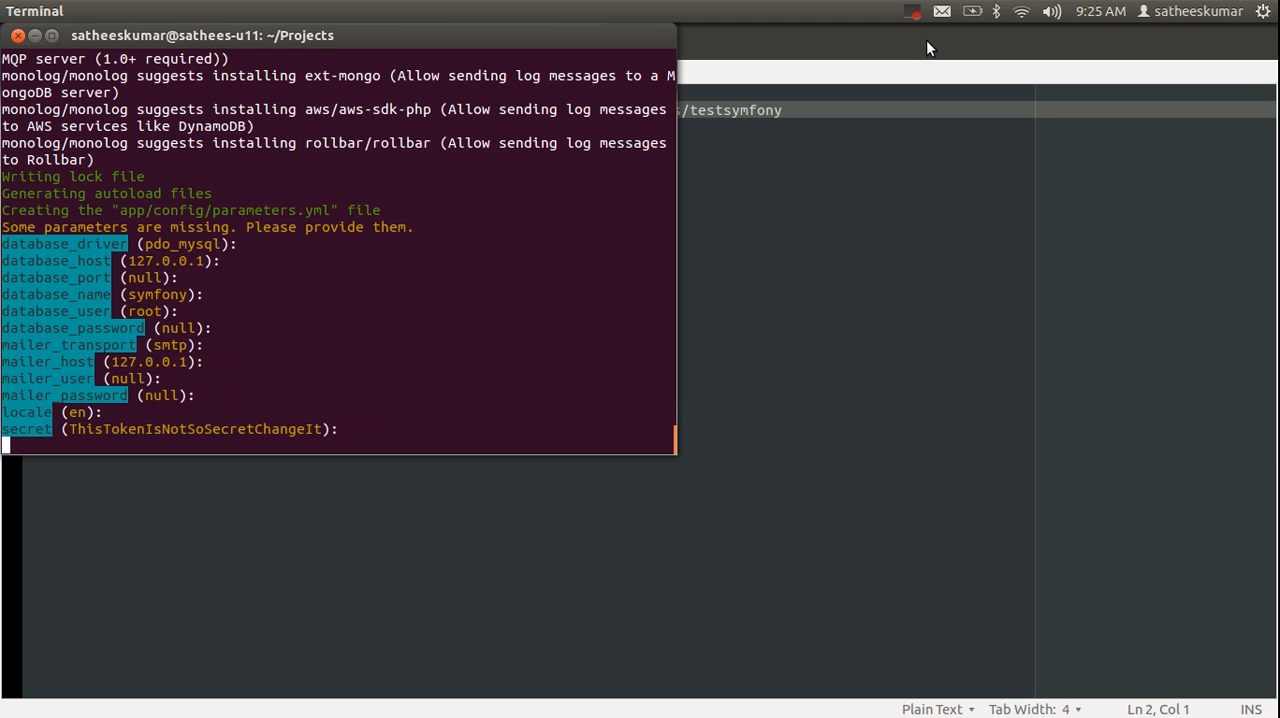 Terminal
9:25 AM satheeskumar
satheeskumar@sathees-u11: ~/Projects
MQP server (1.0+ required))
monolog/monolog suggests installing ext-mongo (Allow sending log messages to a M
ongoDB server)
monolog/monolog suggests installing aws/aws-sdk-php (Allow sending log messages
to AWS services like DynamoDB)
monolog/monolog suggests installing rollbar/rollbar (Allow sending log messages
to Rollbar)
Writing lock file
Generating autoload files
Creating the "app/config/parameters.yml" file
Some parameters are missing. Please provide them.
database_driver (pdo_mysql):
database_host (127.0.0.1):
database_port (null):
database_name (symfony):
database_user (root):
database_password (null):
mailer_transport (smtp):
mailer_host (127.0.0.1):
mailer_user (null):
mailer_password (null):
locale (en):
secret (ThisTokenIsNotSoSecretChangeIt):
/testsymfony
Plain Text Tab Width: 4 Ln 2, Col 1 INS